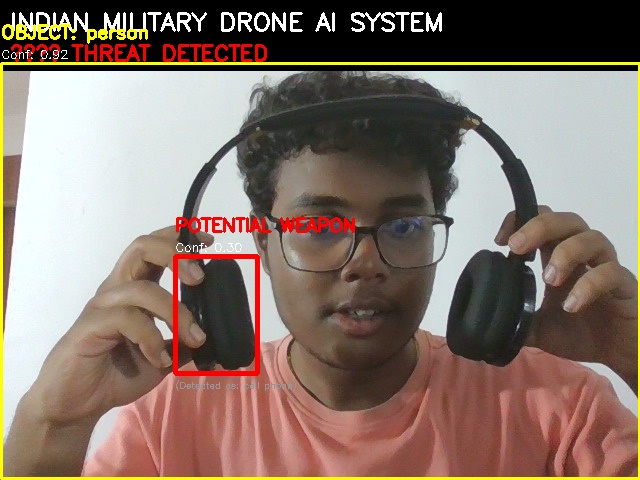 INDIAN MILITARY DRONE AI SYSTEM
OBJECT: person
THREAT DETECTED
Conf: 0.92
POTENTIAL WEAPON
Conf: 0.30
(Detected as: cell phone)